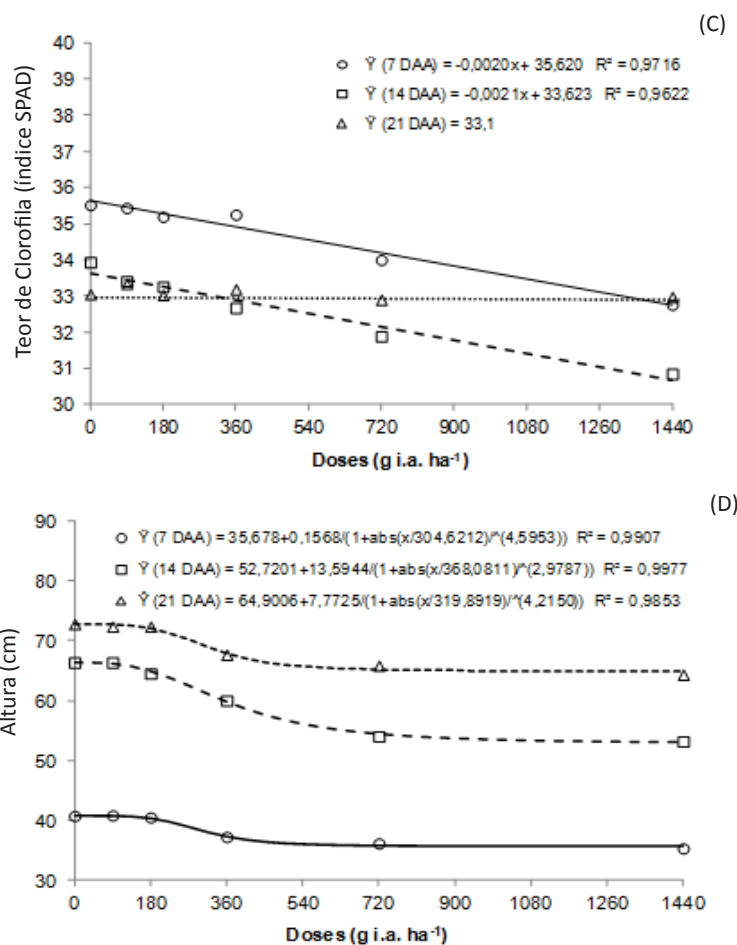 (C)
Teor de Clorofila (índice SPAD)
40
39
38
37
36
35
34
33
32
31
30
Ŷ (7 DAA) = -0,0020x+ 35,620 R² = 0,9716
Ŷ (14 DAA) = -0,0021x + 33,623 R² = 0,9622
Ŷ (21 DAA) = 33,1
0 180 360 540 720 900 1080 1260 1440
Doses (g i.a. ha⁻¹)
(D)
Altura (cm)
90
80
70
60
50
40
30
Ŷ (7 DAA) = 35,678+0,1568/(1+abs(x/304,6212)/^(4,5953)) R² = 0,9907
Ŷ (14 DAA) = 52,7201+13,5944/(1+abs(x/368,0811)/^(2,9787)) R² = 0,9977
Ŷ (21 DAA) = 64,9006+7,7725/(1+abs(x/319,8919)/^(4,2150)) R² = 0,9853
0 180 360 540 720 900 1080 1260 1440
Doses (g i.a. ha⁻¹)